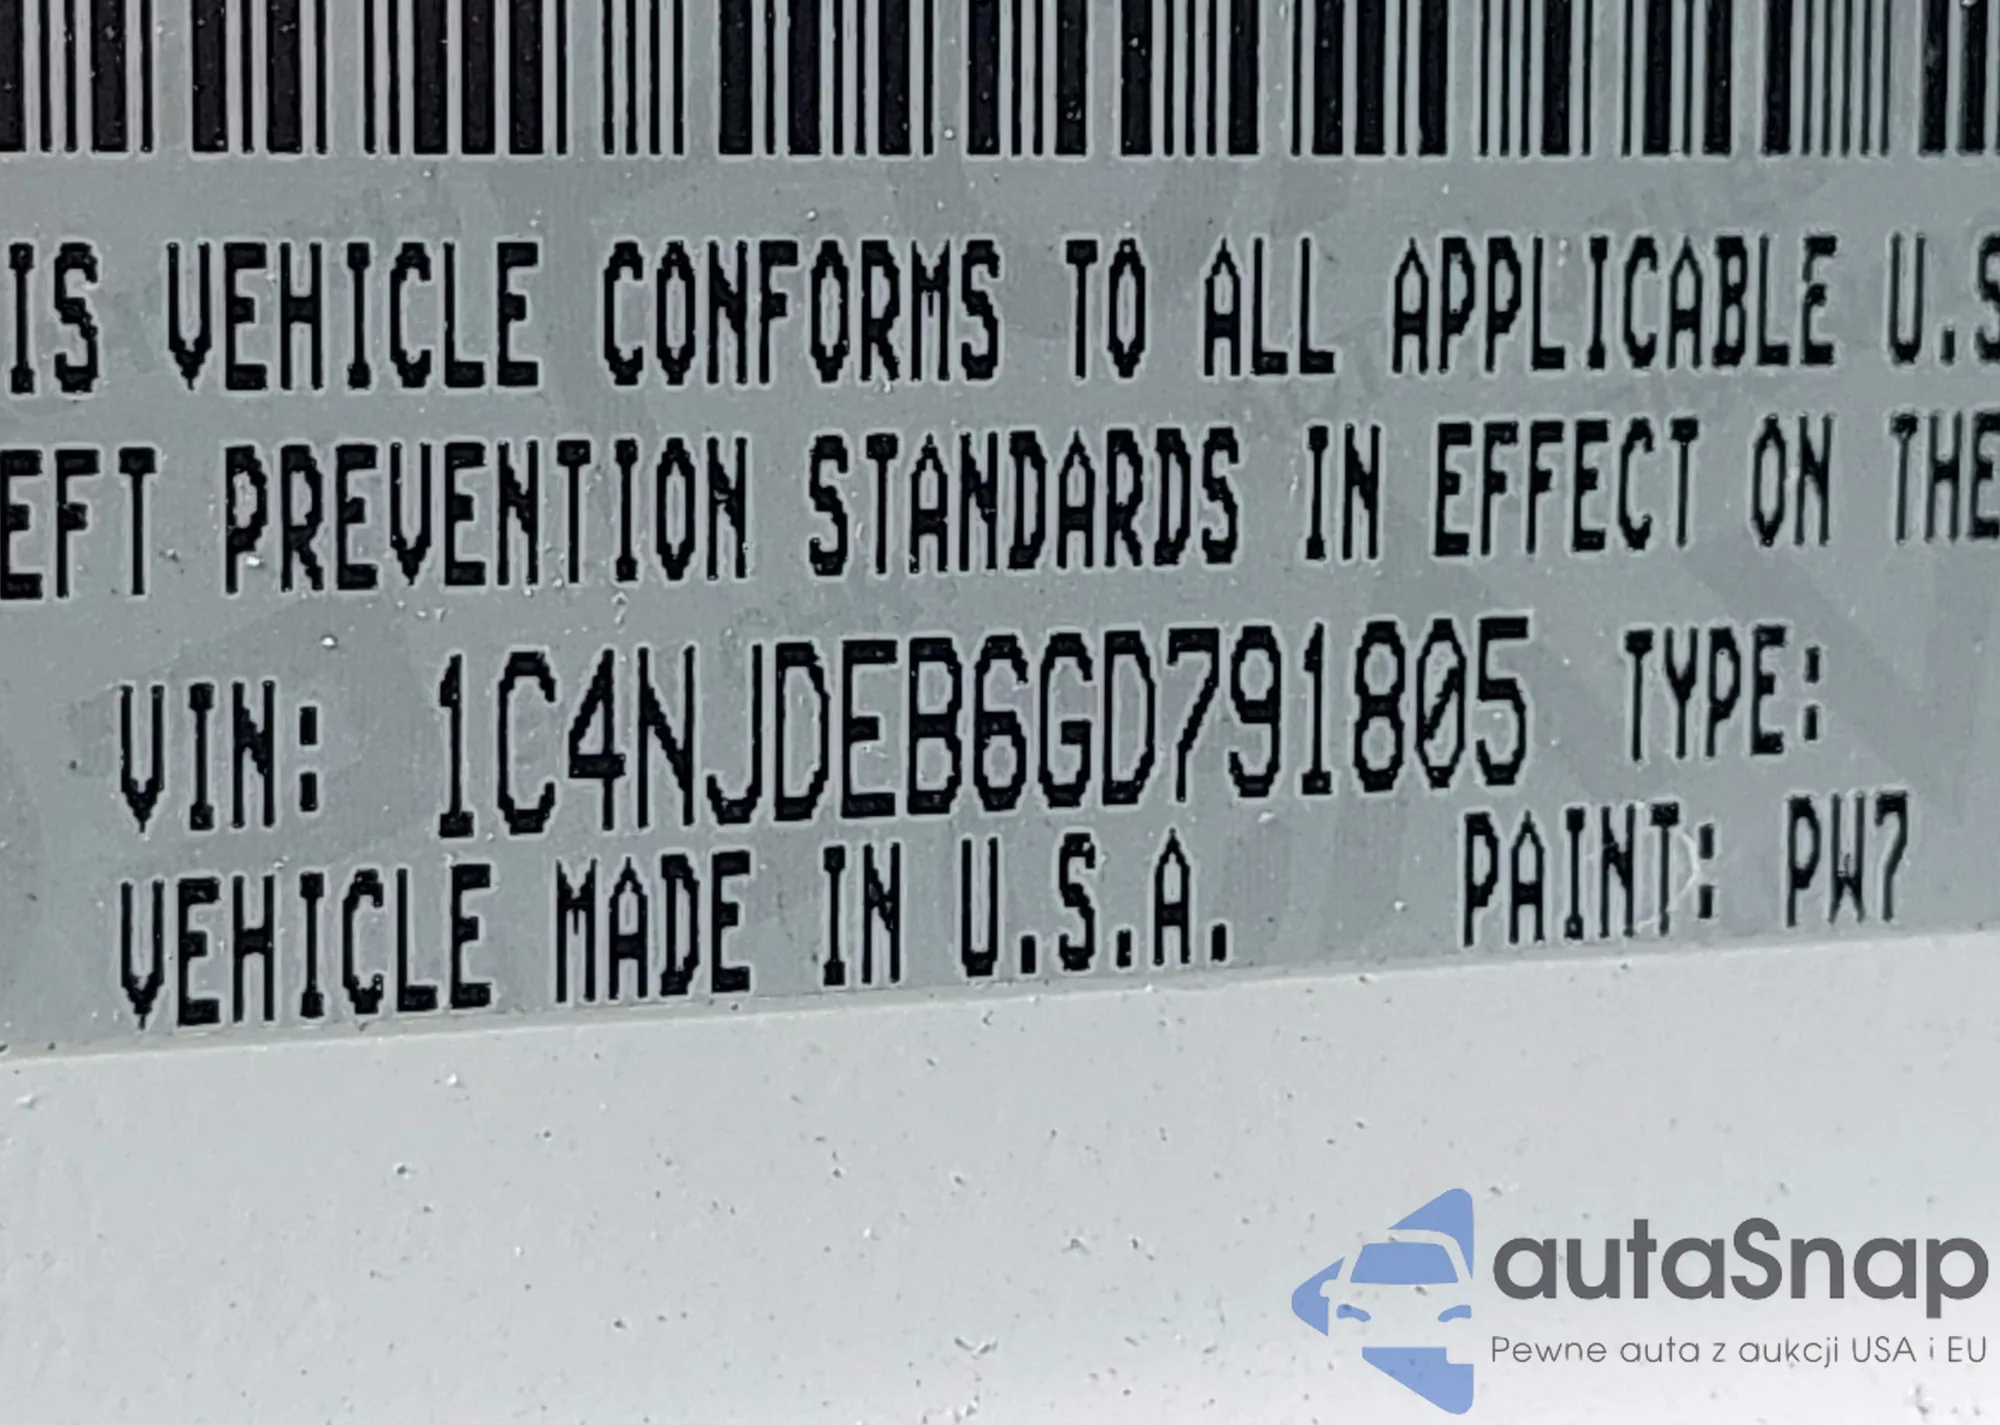 IS VEHICLE CONFORMS TO ALL APPLICABLE U.S
EFT PREVENTION STANDARDS IN EFFECT ON THE
VIN: 1C4NJDEB6GD791805 TYPE:
VEHICLE MADE IN U.S.A. PAINT: PW7
autaSnap
Pewne auta z aukcji USA i EU